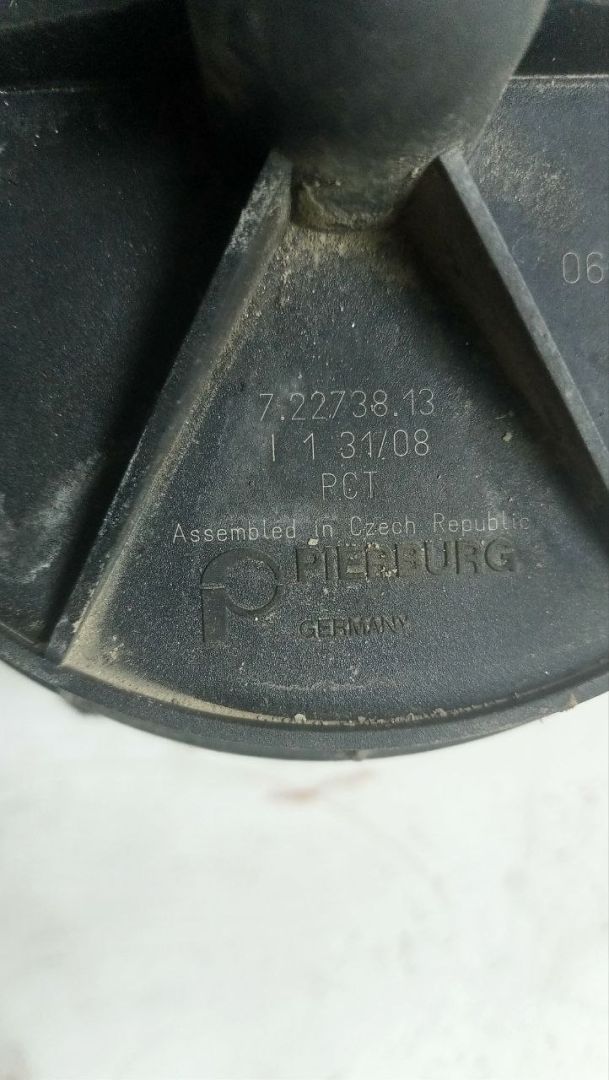 06
7.22738.13
I 1 31/08
PCT
Assembled in Czech Republic
PIERBURG
GERMANY